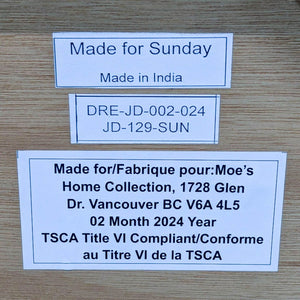 Made for Sunday
Made in India
DRE-JD-002-024
JD-129-SUN
Made for/Fabrique pour:Moe's
Home Collection, 1728 Glen
Dr. Vancouver BC V6A 4L5
02 Month 2024 Year
TSCA Title VI Compliant/Conforme
au Titre VI de la TSCA